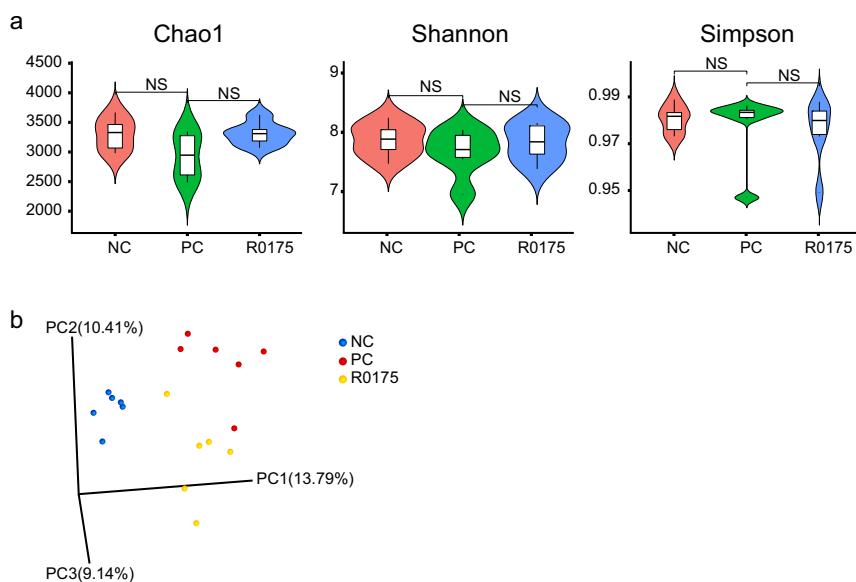 a
Chao1
4500
4000
3500
3000
2500
2000
NS
NS
NC
PC
R0175
Shannon
9
8
7
NS
NS
NC
PC
R0175
Simpson
0.99
0.97
0.95
NS
NS
NC
PC
R0175
b
PC2(10.41%)
PC1(13.79%)
PC3(9.14%)
NC
PC
R0175